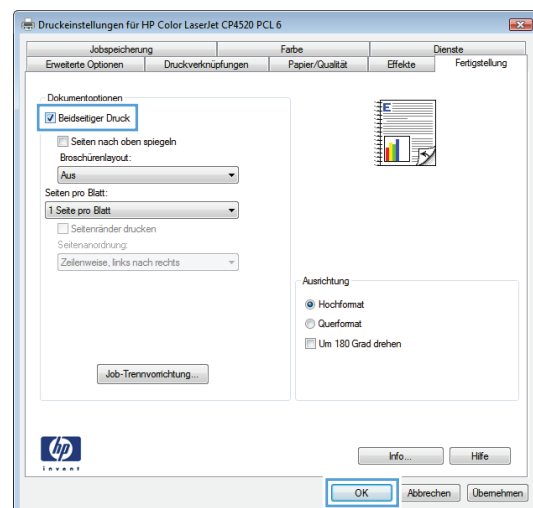 Druckeinstellungen für HP Color LaserJet CP4520 PCL 6
Jobspeicherung Farbe Dienste
Erweiterte Optionen Druckverknüpfungen Papier/Qualität Effekte Fertigstellung
Dokumentoptionen
Beidseitiger Druck
Seiten nach oben spiegeln
Broschürenlayout:
Aus
Seiten pro Blatt:
1 Seite pro Blatt
Seitenränder drucken
Seitenanordnung:
Zeilenweise, links nach rechts
E
Ausrichtung
Hochformat
Querformat
Um 180 Grad drehen
Job-Trennvorrichtung...
hp
invent
Info... Hilfe
OK Abbrechen Übernehmen